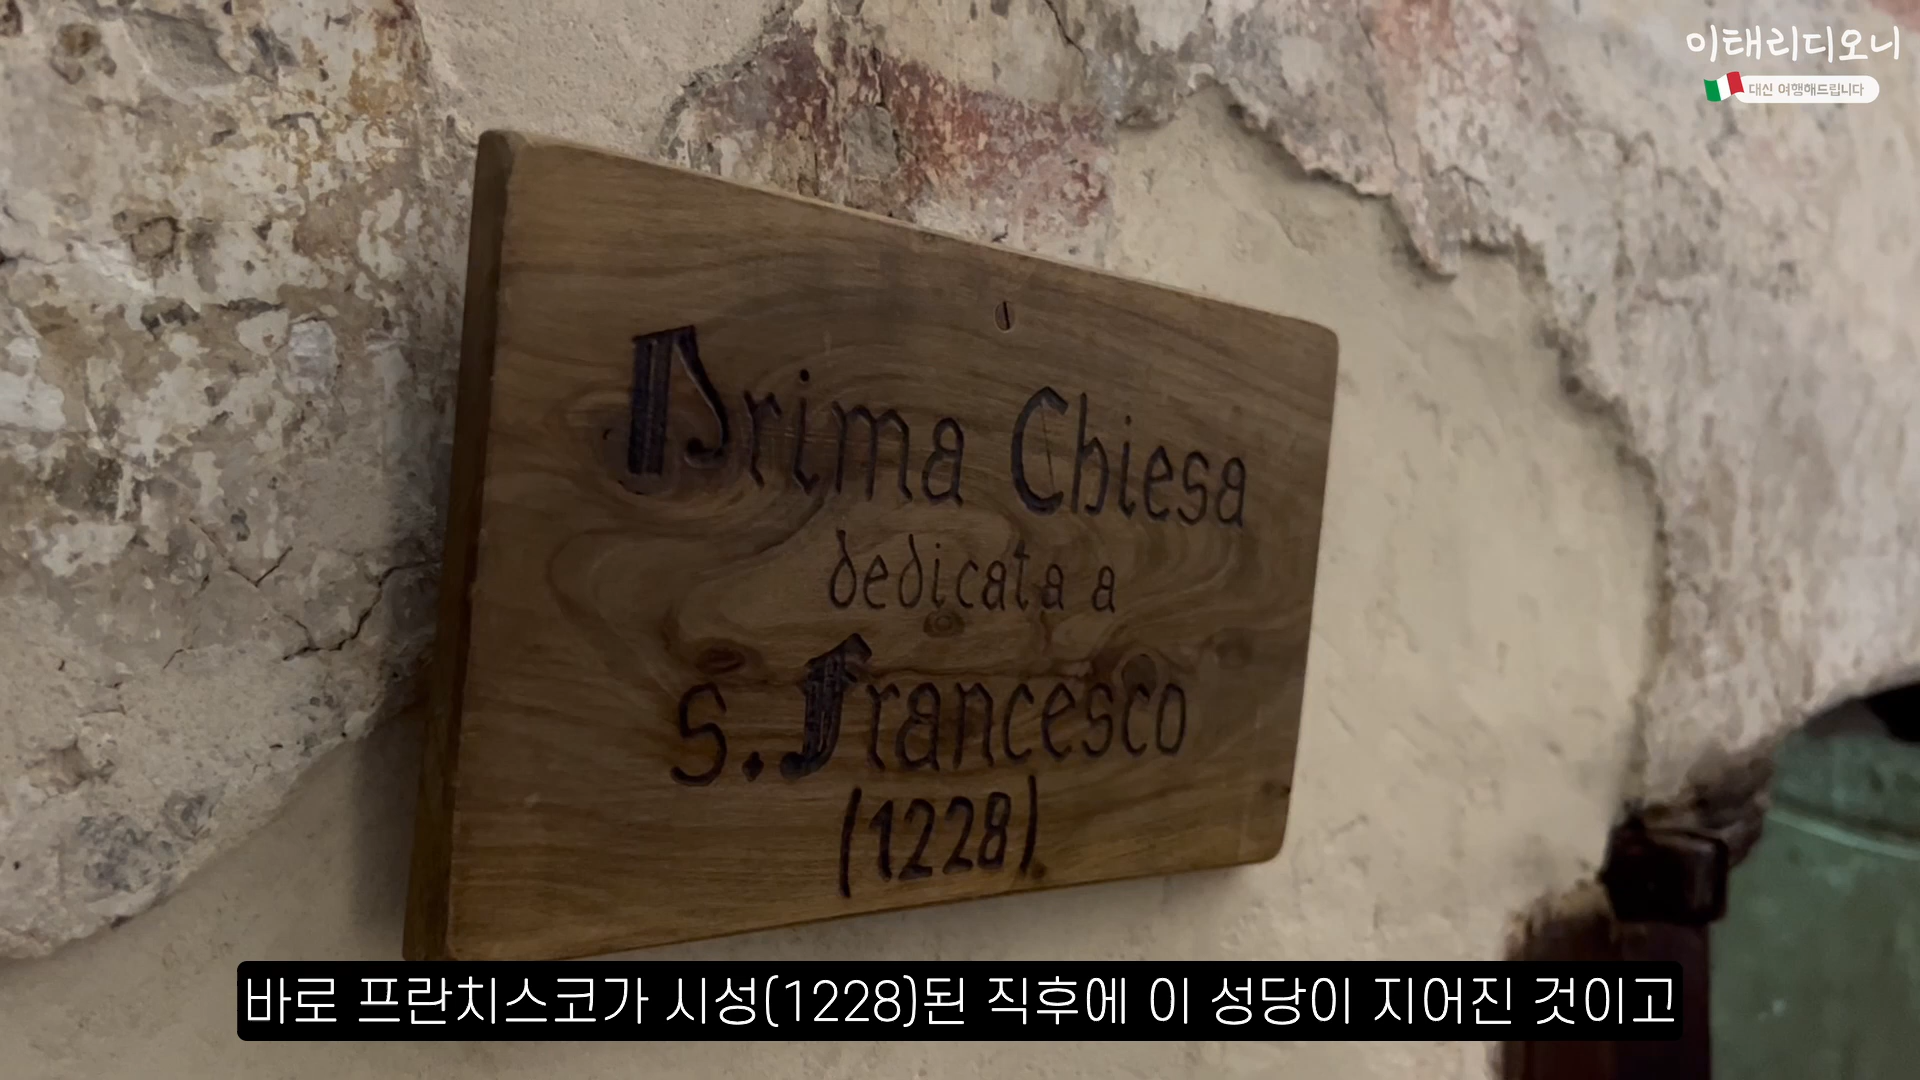 이태리디오니
대신 여행해드립니다
Prima Chiesa
dedicata a
S. Francesco
(1228)
바로 프란치스코가 시성(1228)된 직후에 이 성당이 지어진 것이고